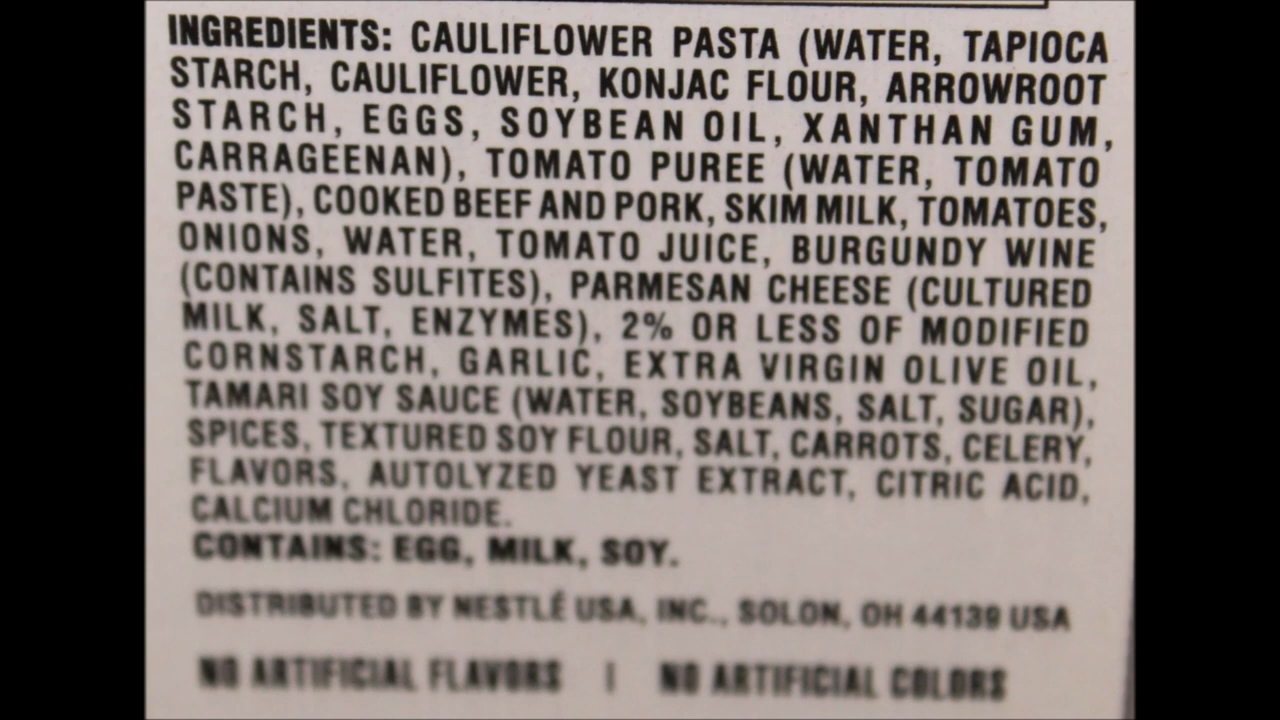 INGREDIENTS: CAULIFLOWER PASTA (WATER, TAPIOCA
STARCH, CAULIFLOWER, KONJAC FLOUR, ARROWROOT
STARCH, EGGS, SOYBEAN OIL, XANTHAN GUM,
CARRAGEENAN), TOMATO PUREE (WATER, TOMATO
PASTE), COOKED BEEF AND PORK, SKIM MILK, TOMATOES,
ONIONS, WATER, TOMATO JUICE, BURGUNDY WINE
(CONTAINS SULFITES), PARMESAN CHEESE (CULTURED
MILK, SALT, ENZYMES), 2% OR LESS OF MODIFIED
CORNSTARCH, GARLIC, EXTRA VIRGIN OLIVE OIL,
TAMARI SOY SAUCE (WATER, SOYBEANS, SALT, SUGAR),
SPICES, TEXTURED SOY FLOUR, SALT, CARROTS, CELERY,
FLAVORS, AUTOLYZED YEAST EXTRACT, CITRIC ACID,
CALCIUM CHLORIDE.
CONTAINS: EGG, MILK, SOY.
DISTRIBUTED BY NESTLÉ USA, INC., SOLON, OH 44139 USA
NO ARTIFICIAL FLAVORS | NO ARTIFICIAL COLORS